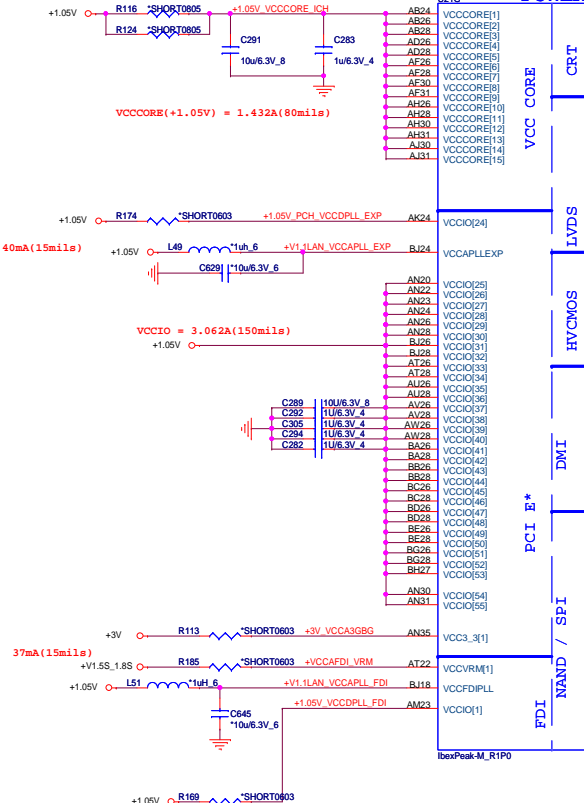 R116 *SHORT0805
+1.05V
+1.05V_VCCCORE_ICH
R124 *SHORT0805
C291
10u/6.3V_8
C283
1u/6.3V_4
VCCCORE(+1.05V) = 1.432A(80mils)
AB24 VCCCORE[1]
AB26 VCCCORE[2]
AB28 VCCCORE[3]
AD26 VCCCORE[4]
AD28 VCCCORE[5]
AF26 VCCCORE[6]
AF28 VCCCORE[7]
AF30 VCCCORE[8]
AF31 VCCCORE[9]
AH26 VCCCORE[10]
AH28 VCCCORE[11]
AH30 VCCCORE[12]
AH31 VCCCORE[13]
AJ30 VCCCORE[14]
AJ31 VCCCORE[15]
VCC CORE
CRT
+1.05V R174 *SHORT0603 +1.05V_PCH_VCCDPLL_EXP AK24 VCCIO[24]
LVDS
40mA(15mils)
+1.05V L49 *1uh_6 +V1.1LAN_VCCAPLL_EXP BJ24 VCCAPLLEXP
C629 *10u/6.3V_6
AN20 VCCIO[25]
AN22 VCCIO[26]
AN23 VCCIO[27]
AN24 VCCIO[28]
AN26 VCCIO[29]
AN28 VCCIO[30]
BJ26 VCCIO[31]
BJ28 VCCIO[32]
AT26 VCCIO[33]
AT28 VCCIO[34]
AU26 VCCIO[35]
AU28 VCCIO[36]
AV26 VCCIO[37]
AV28 VCCIO[38]
AW26 VCCIO[39]
AW28 VCCIO[40]
BA26 VCCIO[41]
BA28 VCCIO[42]
BB26 VCCIO[43]
BB28 VCCIO[44]
BC26 VCCIO[45]
BC28 VCCIO[46]
BD26 VCCIO[47]
BD28 VCCIO[48]
BE26 VCCIO[49]
BE28 VCCIO[50]
BG26 VCCIO[51]
BG28 VCCIO[52]
BH27 VCCIO[53]
AN30 VCCIO[54]
AN31 VCCIO[55]
VCCIO = 3.062A(150mils)
+1.05V
C289 10U/6.3V_8
C292 1U/6.3V_4
C305 1U/6.3V_4
C294 1U/6.3V_4
C282 1U/6.3V_4
HVCMOS
DMI
PCI E*
NAND / SPI
FDI
+3V R113 *SHORT0603 +3V_VCCA3GBG AN35 VCC3_3[1]
37mA(15mils)
+V1.5S_1.8S R185 *SHORT0603 +VCCAFDI_VRM AT22 VCCVRM[1]
+1.05V L51 *1uH_6 +V1.1LAN_VCCAPLL_FDI BJ18 VCCFDIPLL
+1.05V_VCCDPLL_FDI AM23 VCCIO[1]
C645
*10u/6.3V_6
IbexPeak-M_R1P0
+1.05V R169 *SHORT0603